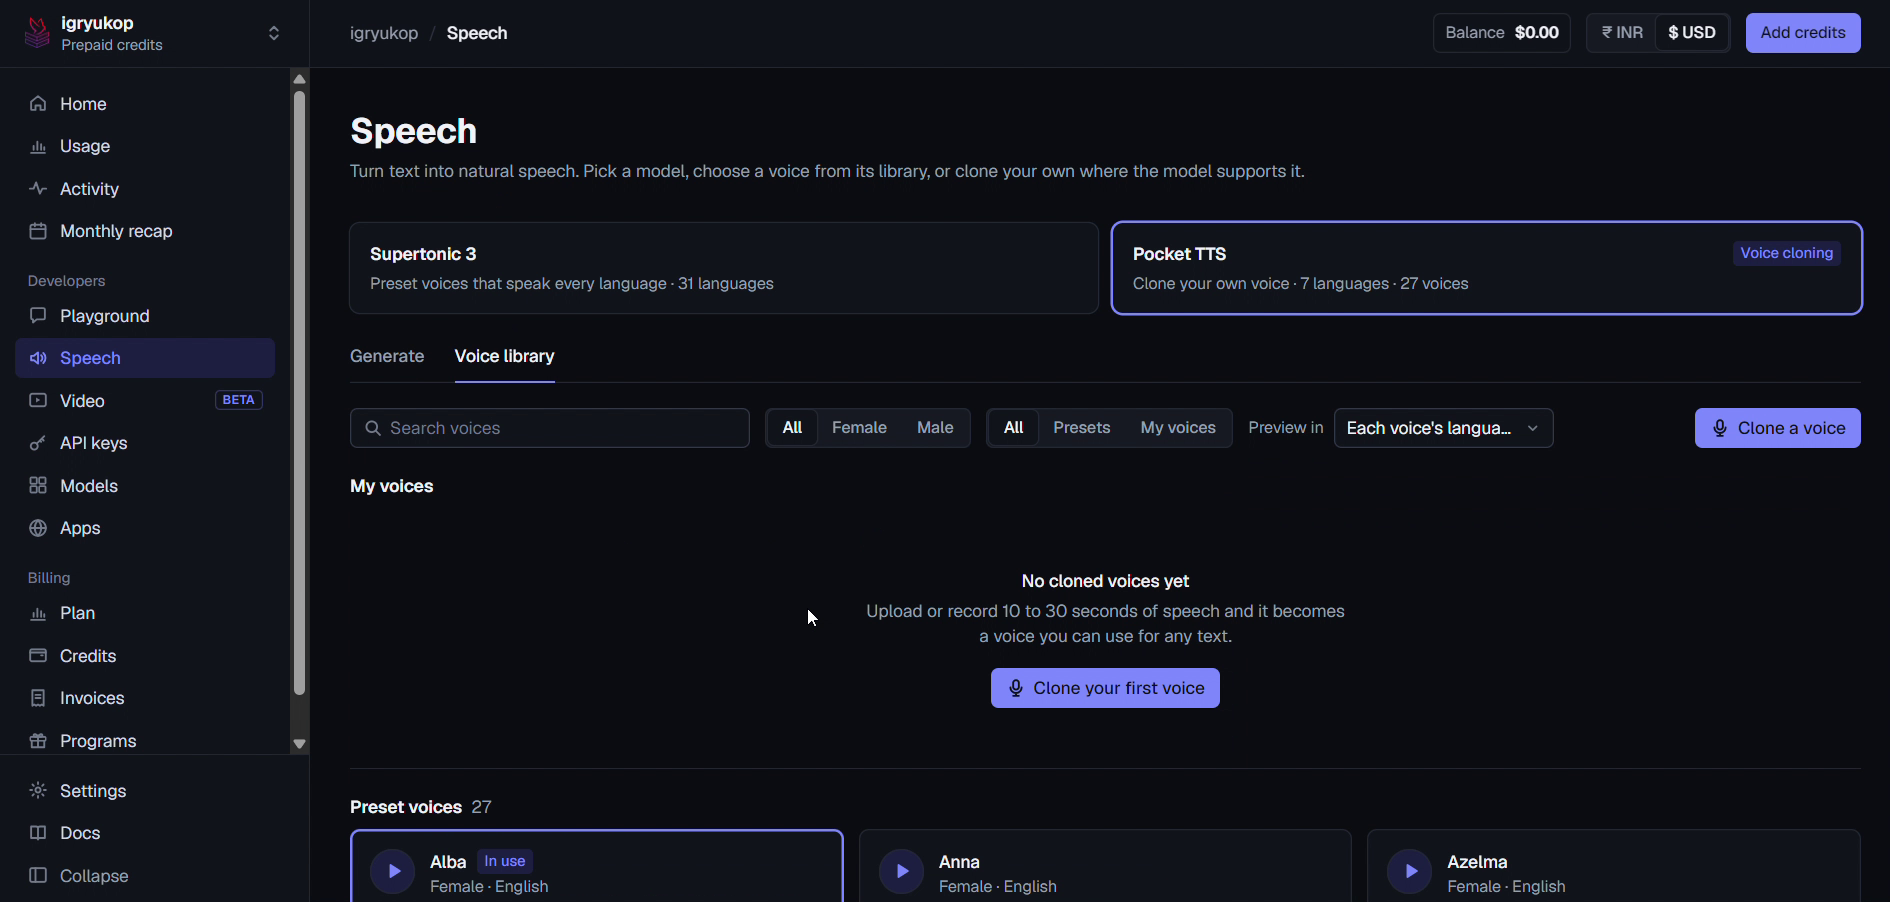 igryukop
Prepaid credits
Home
Usage
Activity
Monthly recap
Developers
Playground
Speech
Video BETA
API keys
Models
Apps
Billing
Plan
Credits
Invoices
Programs
Settings
Docs
Collapse
igryukop / Speech
Balance $0.00 ₹ INR $ USD Add credits
Speech
Turn text into natural speech. Pick a model, choose a voice from its library, or clone your own where the model supports it.
Supertonic 3
Preset voices that speak every language · 31 languages
Pocket TTS Voice cloning
Clone your own voice · 7 languages · 27 voices
Generate Voice library
Search voices All Female Male All Presets My voices Preview in Each voice's langua... Clone a voice
My voices
No cloned voices yet
Upload or record 10 to 30 seconds of speech and it becomes
a voice you can use for any text.
Clone your first voice
Preset voices 27
Alba In use
Female · English
Anna
Female · English
Azelma
Female · English